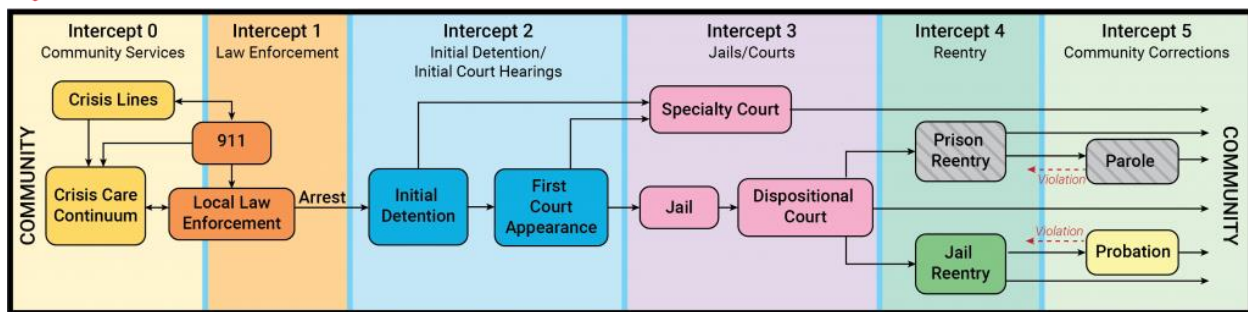 Intercept 0
Community Services
Intercept 1
Law Enforcement
Intercept 2
Initial Detention/
Initial Court Hearings
Intercept 3
Jails/Courts
Intercept 4
Reentry
Intercept 5
Community Corrections
COMMUNITY
Crisis Lines
911
Crisis Care
Continuum
Local Law
Enforcement
Arrest
Initial
Detention
First
Court
Appearance
Specialty Court
Jail
Dispositional
Court
Prison
Reentry
Violation
Parole
Jail
Reentry
Violation
Probation
COMMUNITY